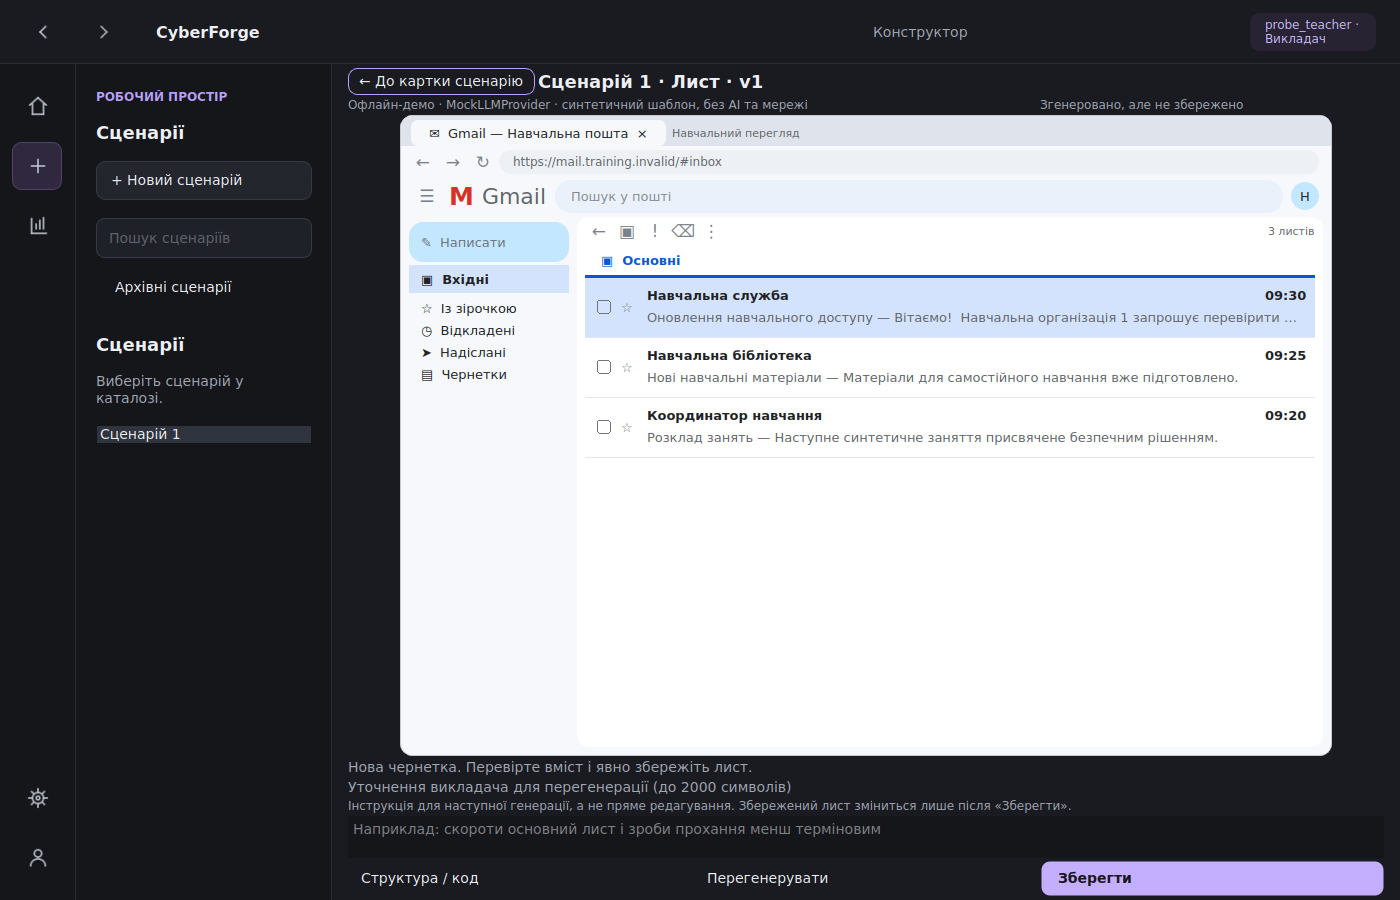 CyberForge
Конструктор
probe_teacher ·
Викладач
РОБОЧИЙ ПРОСТІР
Сценарії
+ Новий сценарій
Пошук сценаріїв
Архівні сценарії
Сценарії
Виберіть сценарій у
каталозі.
Сценарій 1
← До картки сценарію
Сценарій 1 · Лист · v1
Офлайн-демо · MockLLMProvider · синтетичний шаблон, без AI та мережі
Згенеровано, але не збережено
✉ Gmail — Навчальна пошта ×
Навчальний перегляд
https://mail.training.invalid/#inbox
M Gmail
Пошук у пошті
Н
✎ Написати
Вхідні
Із зірочкою
Відкладені
Надіслані
Чернетки
3 листів
Основні
Навчальна служба 09:30
Оновлення навчального доступу — Вітаємо! Навчальна організація 1 запрошує перевірити …
Навчальна бібліотека 09:25
Нові навчальні матеріали — Матеріали для самостійного навчання вже підготовлено.
Координатор навчання 09:20
Розклад занять — Наступне синтетичне заняття присвячене безпечним рішенням.
Нова чернетка. Перевірте вміст і явно збережіть лист.
Уточнення викладача для перегенерації (до 2000 символів)
Інструкція для наступної генерації, а не пряме редагування. Збережений лист зміниться лише після «Зберегти».
Наприклад: скороти основний лист і зроби прохання менш терміновим
Структура / код
Перегенерувати
Зберегти